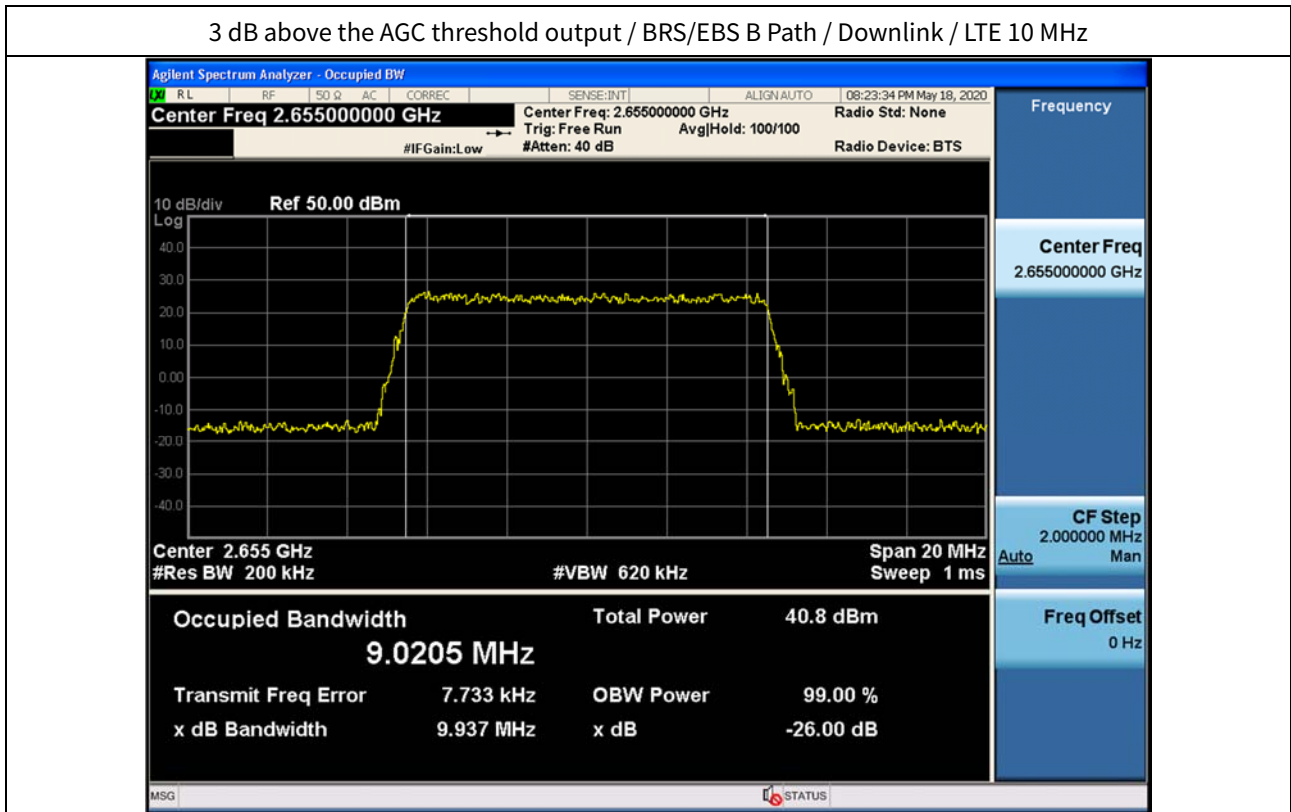 3 dB above the AGC threshold output / BRS/EBS B Path / Downlink / LTE 10 MHz
Agilent Spectrum Analyzer - Occupied BW
LXI RL RF 50 Ω AC CORREC SENSE:INT ALIGN AUTO 08:23:34 PM May 18, 2020
Center Freq 2.655000000 GHz
Center Freq: 2.655000000 GHz Radio Std: None
Trig: Free Run Avg|Hold: 100/100
#IFGain:Low #Atten: 40 dB Radio Device: BTS
10 dB/div Ref 50.00 dBm
Log
40.0
30.0
20.0
10.0
0.00
-10.0
-20.0
-30.0
-40.0
Center 2.655 GHz Span 20 MHz
#Res BW 200 kHz #VBW 620 kHz Sweep 1 ms
Occupied Bandwidth Total Power 40.8 dBm
9.0205 MHz
Transmit Freq Error 7.733 kHz OBW Power 99.00 %
x dB Bandwidth 9.937 MHz x dB -26.00 dB
MSG STATUS
Frequency
Center Freq
2.655000000 GHz
CF Step
2.000000 MHz
Auto Man
Freq Offset
0 Hz